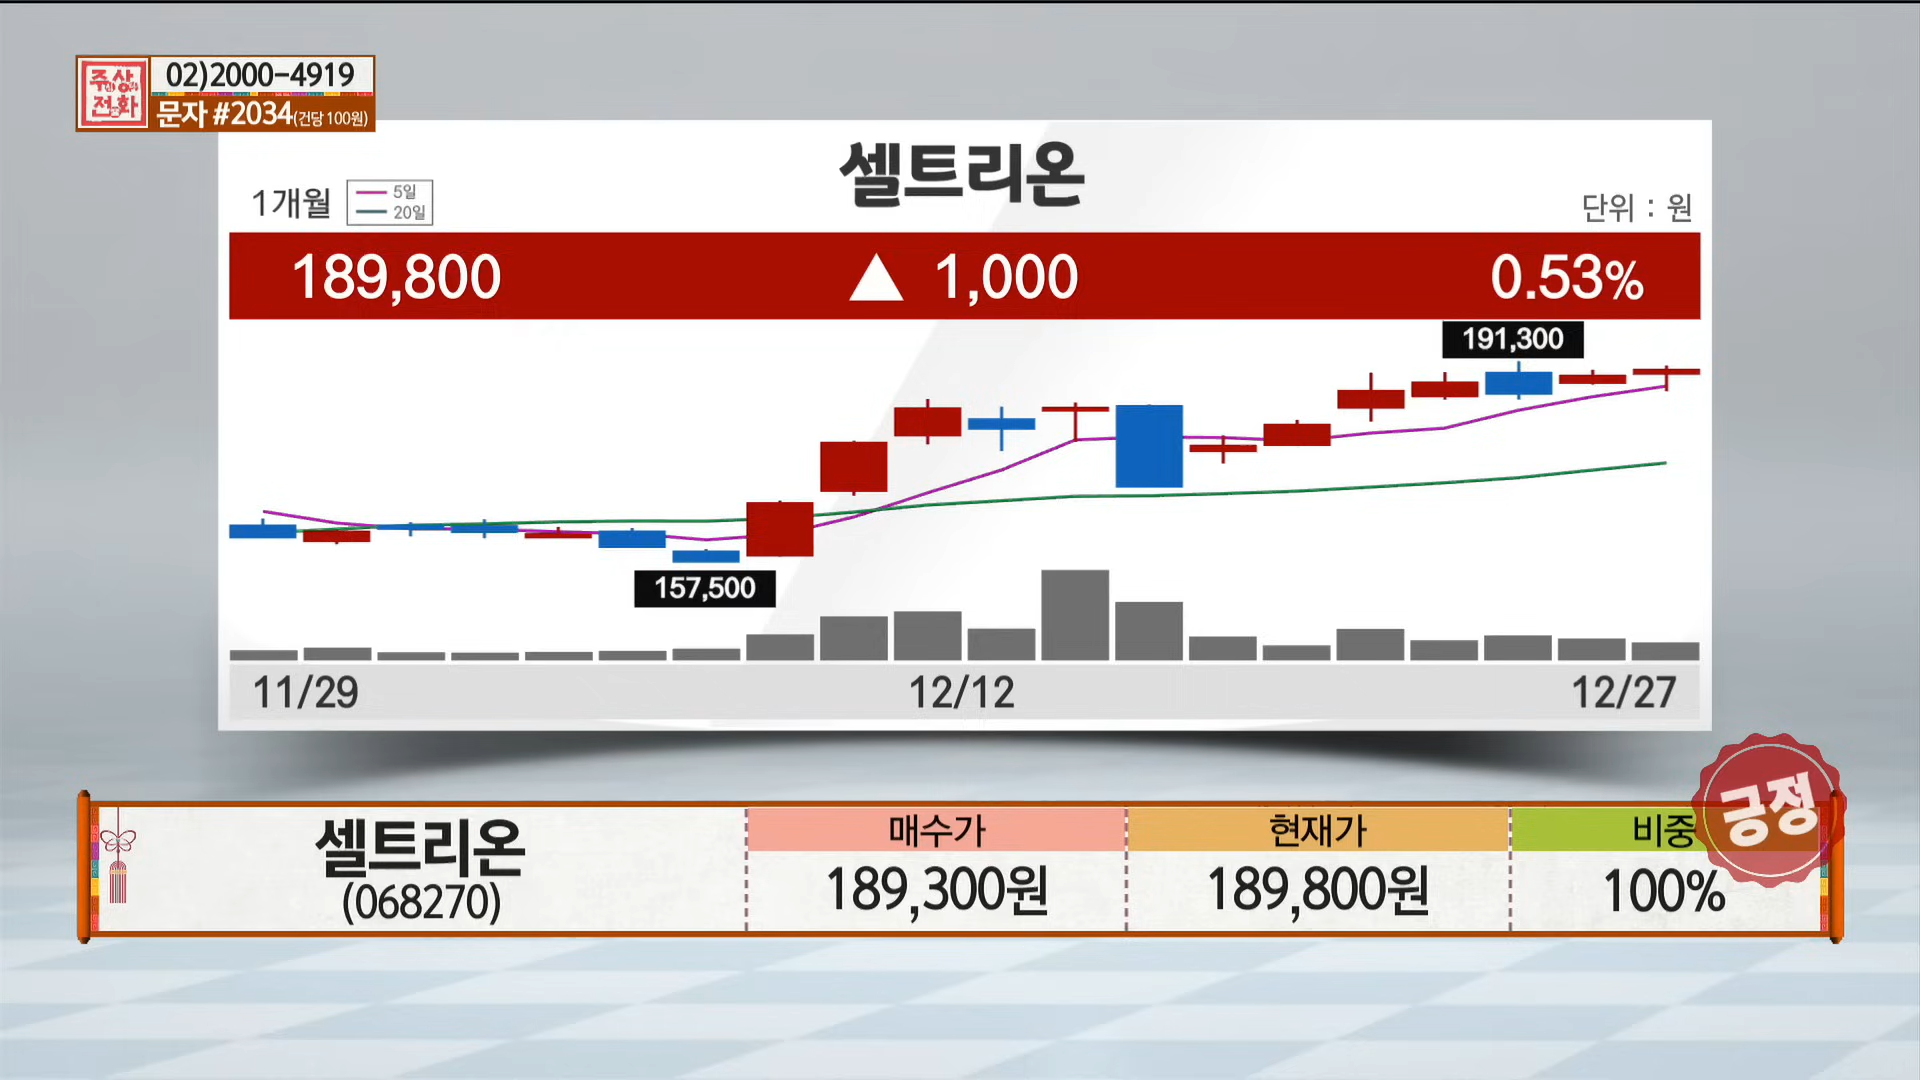 주상
전화
02)2000-4919
문자 #2034(건당 100원)
셀트리온
1개월
5일
20일
단위 : 원
189,800 ▲ 1,000 0.53%
191,300
157,500
11/29 12/12 12/27
긍정
셀트리온
(068270)
매수가 현재가 비중
189,300원 189,800원 100%